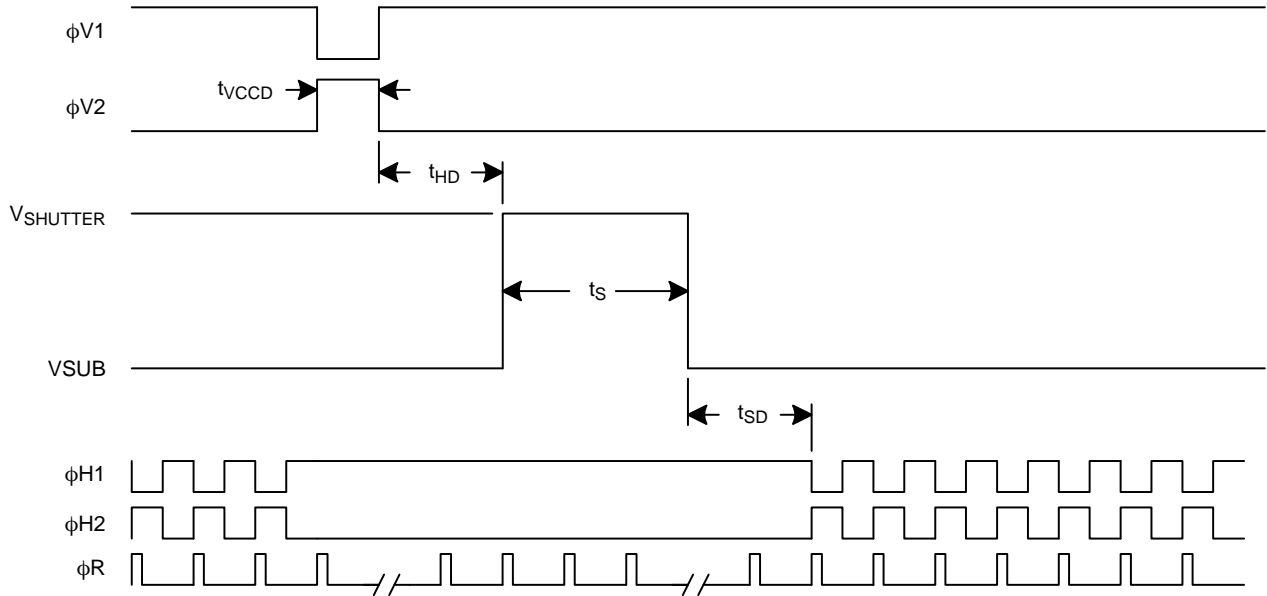 ϕV1
tVCCD
ϕV2
tHD
VSHUTTER
tS
VSUB
tSD
ϕH1
ϕH2
ϕR